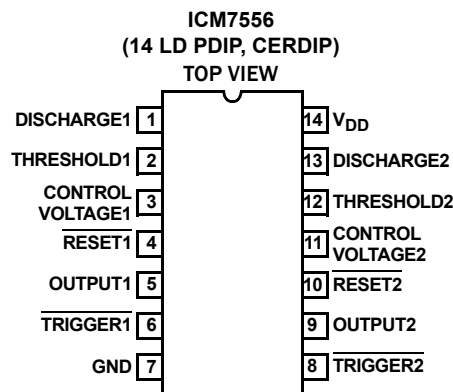 ICM7556
(14 LD PDIP, CERDIP)
TOP VIEW
DISCHARGE1 1
14 VDD
THRESHOLD1 2
13 DISCHARGE2
CONTROL
VOLTAGE1 3
12 THRESHOLD2
RESET1 4
11 CONTROL
VOLTAGE2
OUTPUT1 5
10 RESET2
TRIGGER1 6
9 OUTPUT2
GND 7
8 TRIGGER2